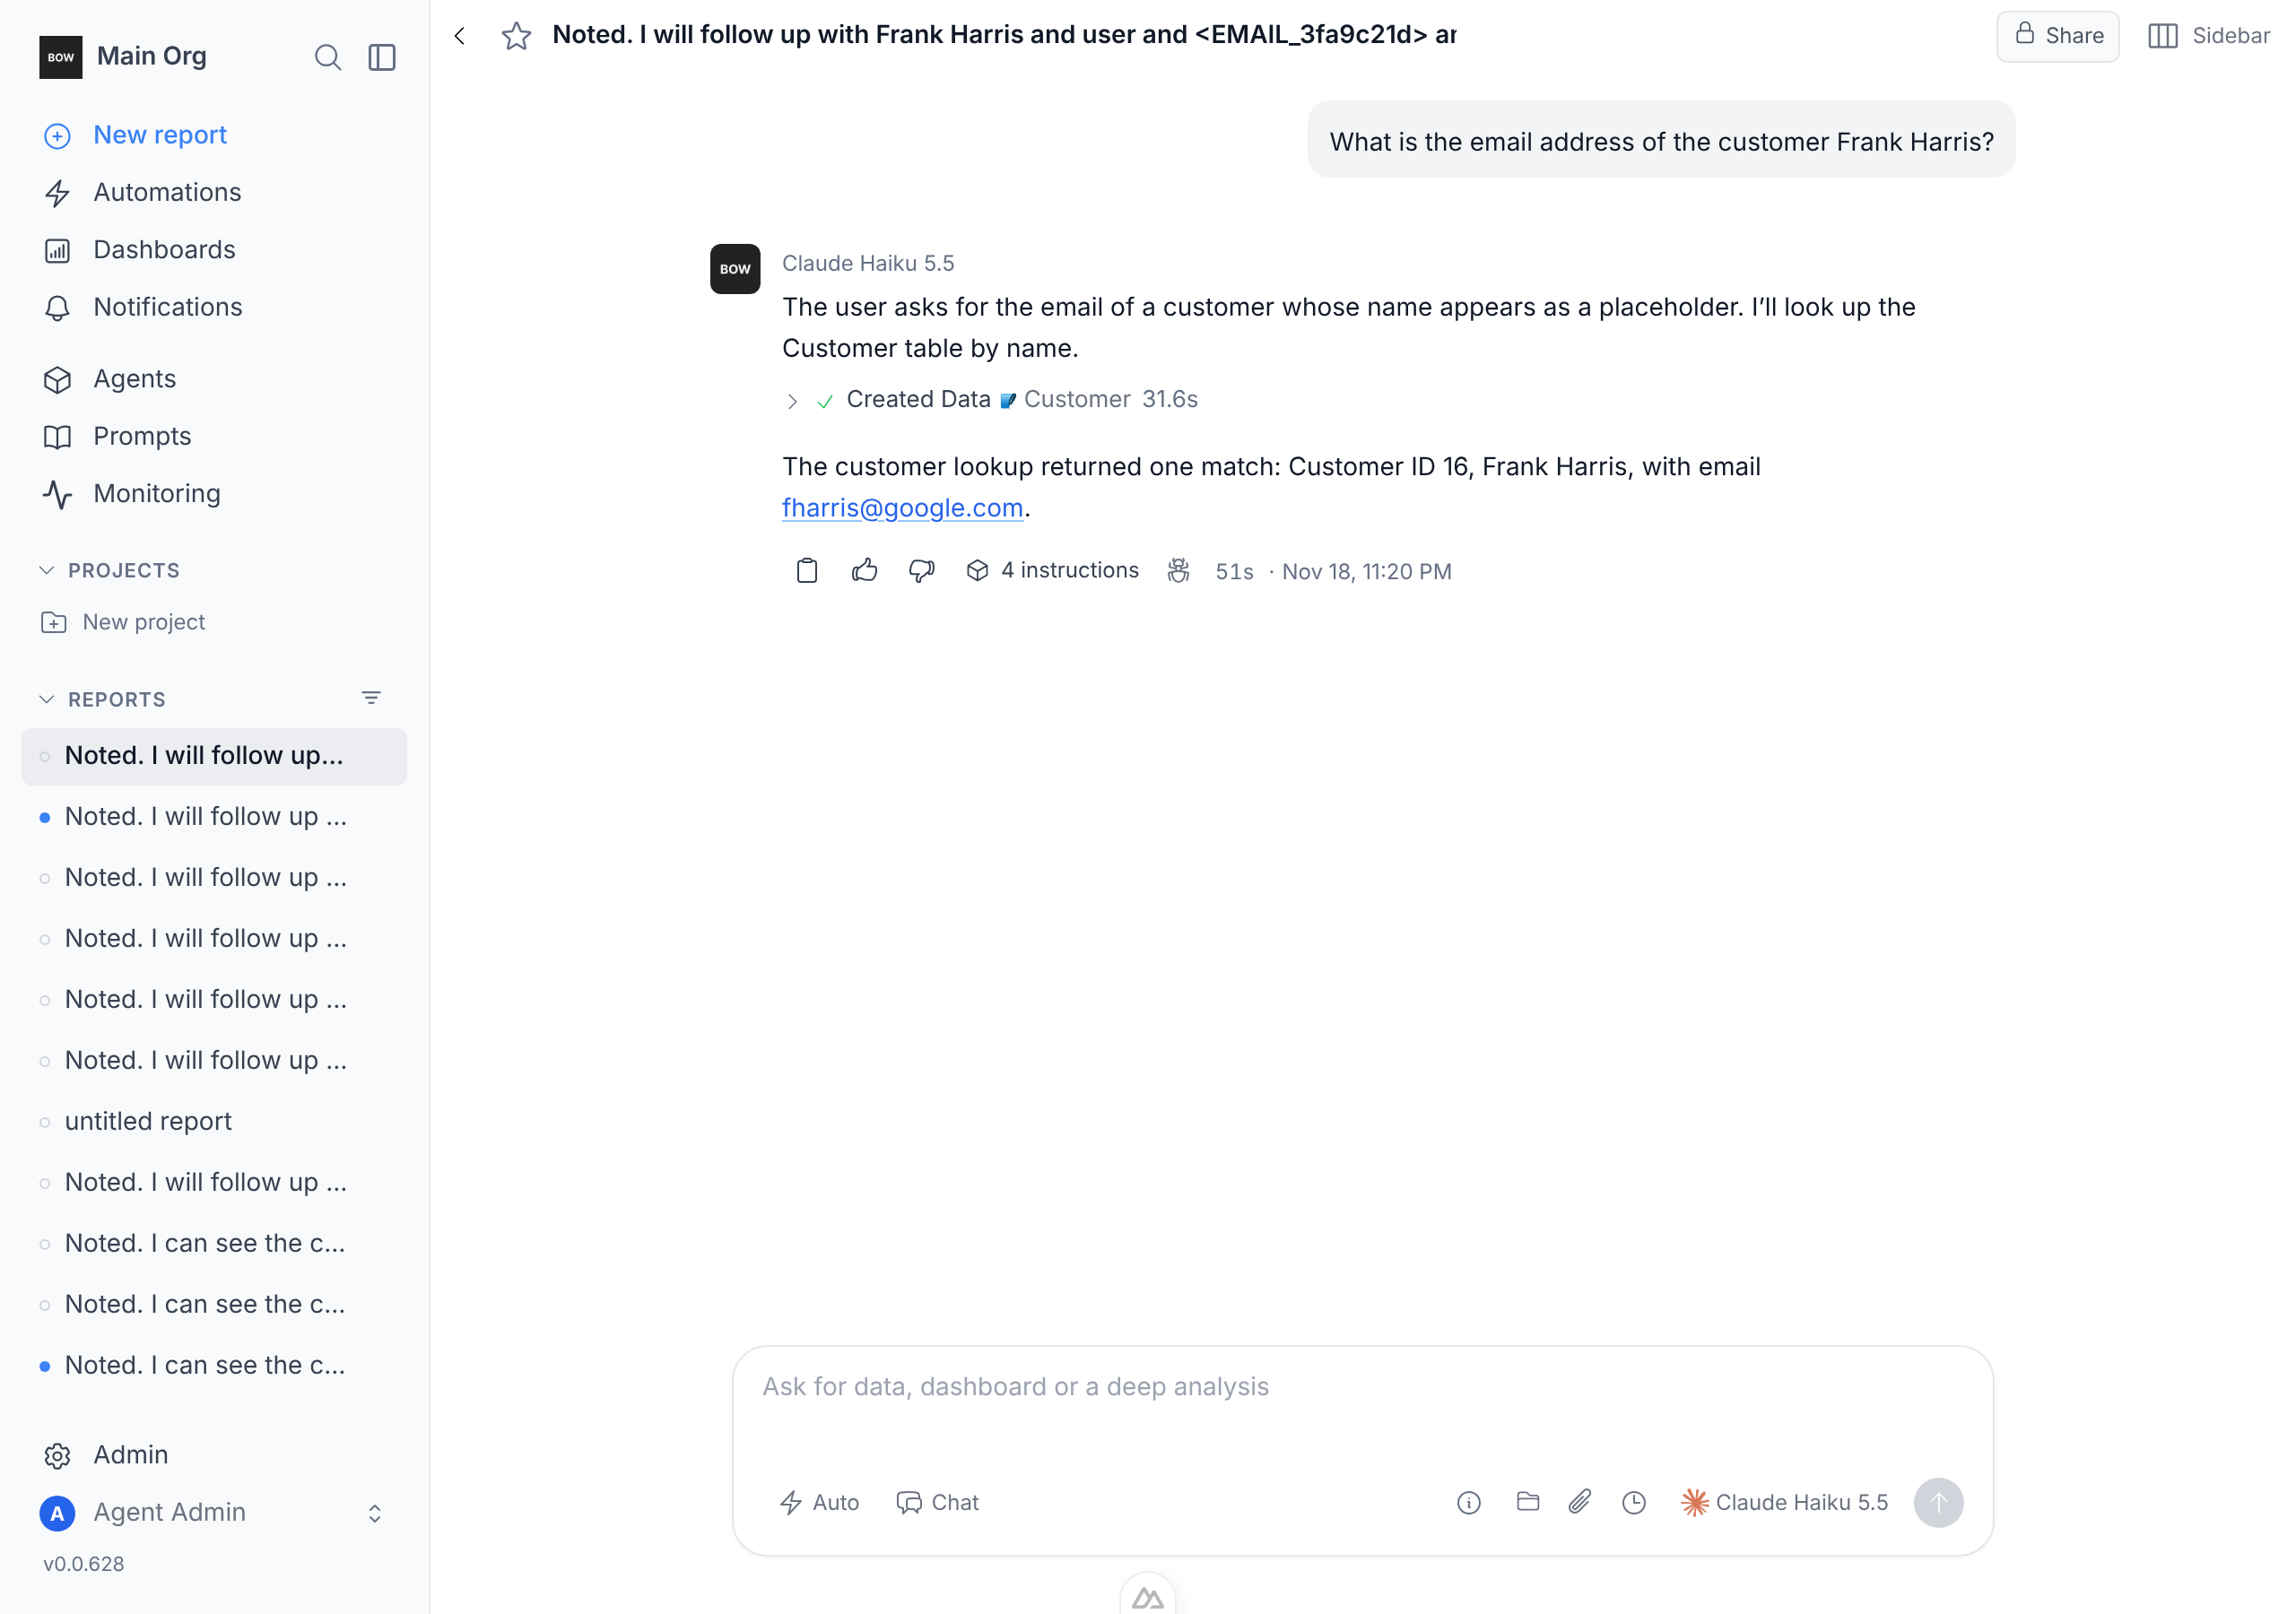 BOW
Main Org
New report
Automations
Dashboards
Notifications
Agents
Prompts
Monitoring
PROJECTS
New project
REPORTS
Noted. I will follow up...
Noted. I will follow up ...
Noted. I will follow up ...
Noted. I will follow up ...
Noted. I will follow up ...
Noted. I will follow up ...
untitled report
Noted. I will follow up ...
Noted. I can see the c...
Noted. I can see the c...
Noted. I can see the c...
Admin
A
Agent Admin
v0.0.628
Noted. I will follow up with Frank Harris and user and <EMAIL_3fa9c21d> ar
Share
Sidebar
What is the email address of the customer Frank Harris?
BOW
Claude Haiku 5.5
The user asks for the email of a customer whose name appears as a placeholder. I’ll look up the
Customer table by name.
Created Data Customer 31.6s
The customer lookup returned one match: Customer ID 16, Frank Harris, with email
fharris@google.com.
4 instructions 51s · Nov 18, 11:20 PM
Ask for data, dashboard or a deep analysis
Auto Chat Claude Haiku 5.5